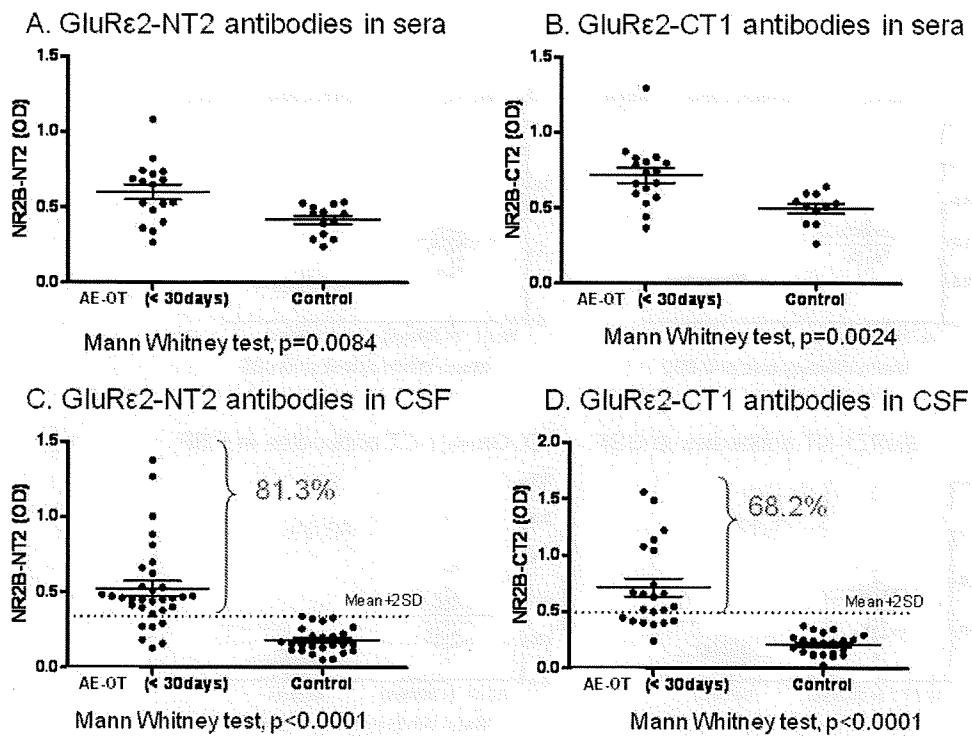 A. GluRε2-NT2 antibodies in sera
NR2B-NT2 [OD]
1.5
1.0
0.5
0.0
AE-OT (< 30days) Control
Mann Whitney test, p=0.0084
B. GluRε2-CT1 antibodies in sera
NR2B-CT2 [OD]
1.5
1.0
0.5
0.0
AE-OT (< 30days) Control
Mann Whitney test, p=0.0024
C. GluRε2-NT2 antibodies in CSF
NR2B-NT2 [OD]
1.5
1.0
0.5
0.0
81.3%
Mean+2SD
AE-OT (< 30days) Control
Mann Whitney test, p<0.0001
D. GluRε2-CT1 antibodies in CSF
NR2B-CT2 [OD]
2.0
1.5
1.0
0.5
0.0
68.2%
Mean+2SD
AE-OT (< 30days) Control
Mann Whitney test, p<0.0001